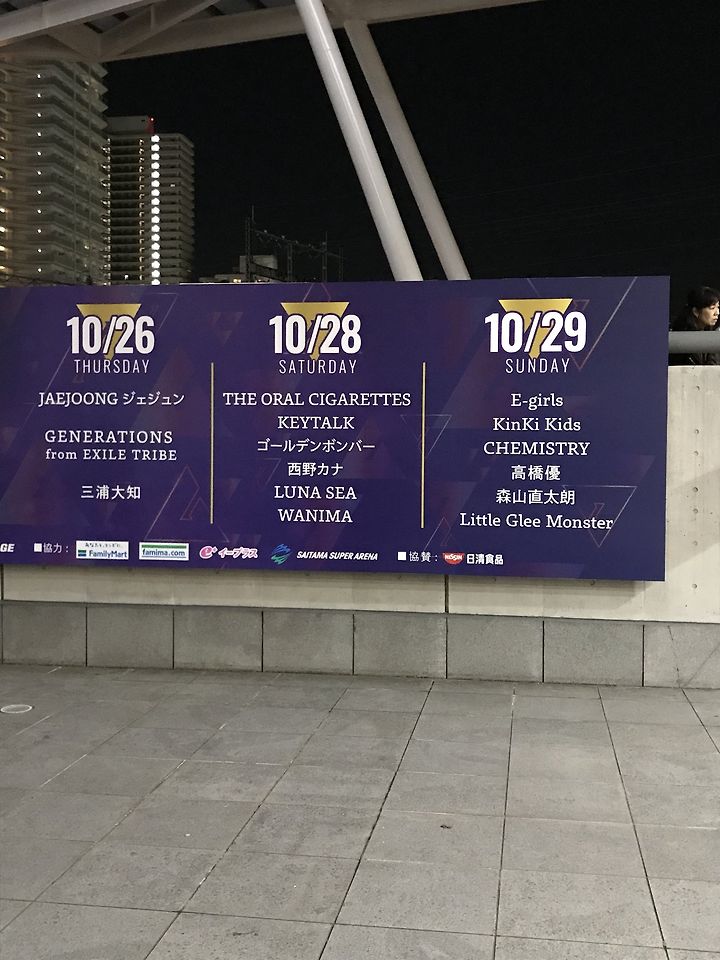 10/26
THURSDAY
JAEJOONG ジェジュン
GENERATIONS
from EXILE TRIBE
三浦大知
10/28
SATURDAY
THE ORAL CIGARETTES
KEYTALK
ゴールデンボンバー
西野カナ
LUNA SEA
WANIMA
10/29
SUNDAY
E-girls
KinKi Kids
CHEMISTRY
高橋優
森山直太朗
Little Glee Monster
GE ■協力： FamilyMart famima.com e+ イープラス SAITAMA SUPER ARENA ■協賛： NISSIN 日清食品